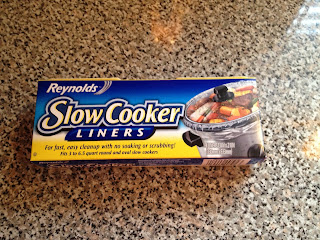 Reynolds
Slow Cooker
LINERS
For fast, easy cleanup with no soaking or scrubbing!
Fits 3 to 6.5 quart round and oval slow cookers